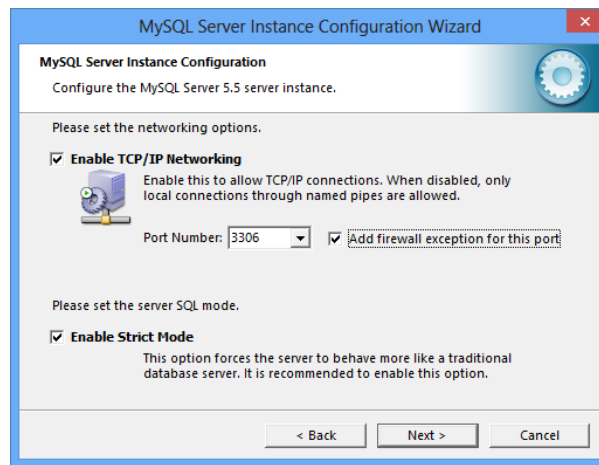 MySQL Server Instance Configuration Wizard
MySQL Server Instance Configuration
Configure the MySQL Server 5.5 server instance.
Please set the networking options.
Enable TCP/IP Networking
Enable this to allow TCP/IP connections. When disabled, only
local connections through named pipes are allowed.
Port Number: 3306 Add firewall exception for this port
Please set the server SQL mode.
Enable Strict Mode
This option forces the server to behave more like a traditional
database server. It is recommended to enable this option.
< Back Next > Cancel